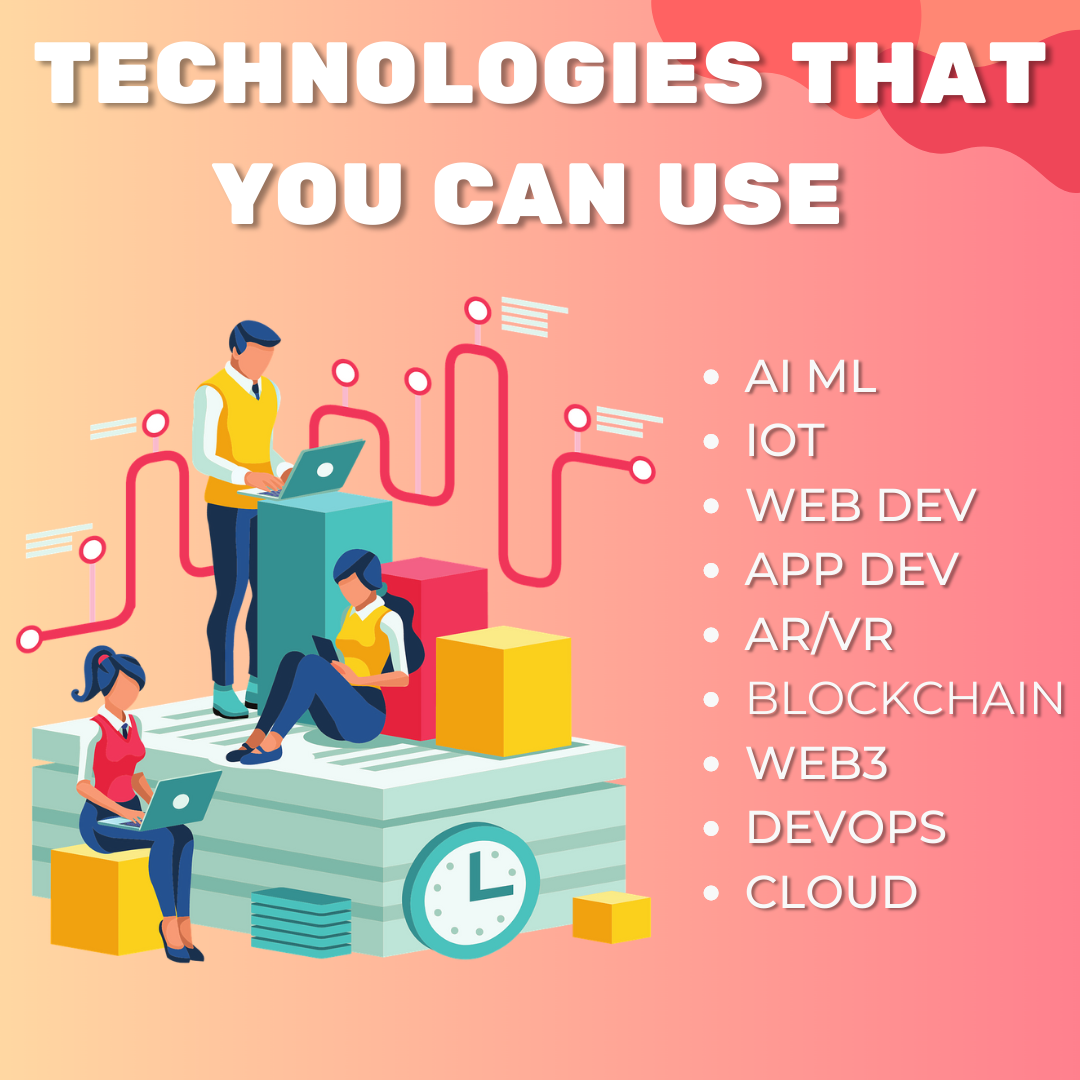 TECHNOLOGIES THAT
YOU CAN USE
AI ML
IOT
WEB DEV
APP DEV
AR/VR
BLOCKCHAIN
WEB3
DEVOPS
CLOUD